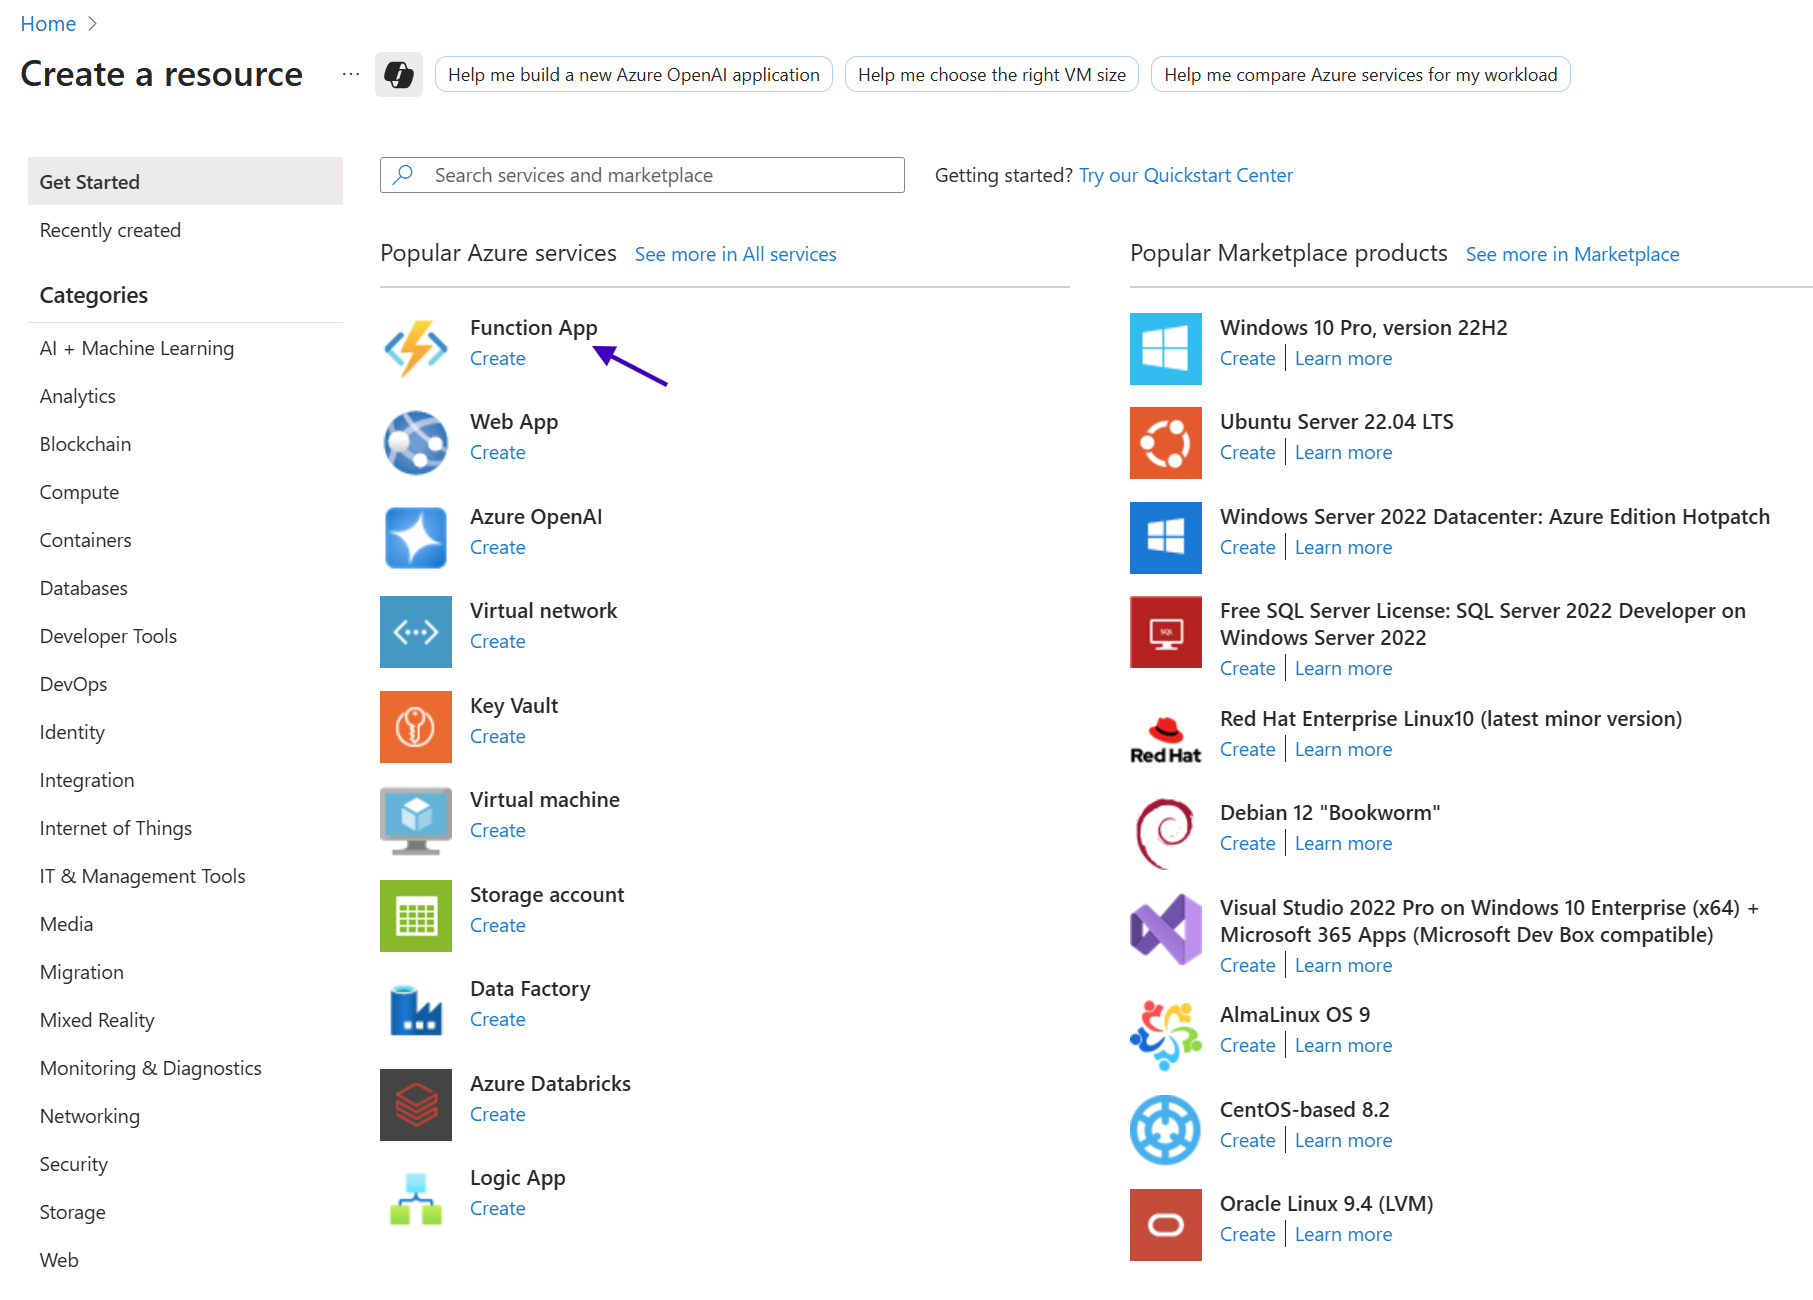 Home
Create a resource
Help me build a new Azure OpenAI application
Help me choose the right VM size
Help me compare Azure services for my workload
Get Started
Recently created
Categories
AI + Machine Learning
Analytics
Blockchain
Compute
Containers
Databases
Developer Tools
DevOps
Identity
Integration
Internet of Things
IT & Management Tools
Media
Migration
Mixed Reality
Monitoring & Diagnostics
Networking
Security
Storage
Web
Search services and marketplace
Getting started? Try our Quickstart Center
Popular Azure services See more in All services
Function App
Create
Web App
Create
Azure OpenAI
Create
Virtual network
Create
Key Vault
Create
Virtual machine
Create
Storage account
Create
Data Factory
Create
Azure Databricks
Create
Logic App
Create
Popular Marketplace products See more in Marketplace
Windows 10 Pro, version 22H2
Create | Learn more
Ubuntu Server 22.04 LTS
Create | Learn more
Windows Server 2022 Datacenter: Azure Edition Hotpatch
Create | Learn more
SQL
Free SQL Server License: SQL Server 2022 Developer on
Windows Server 2022
Create | Learn more
Red Hat
Red Hat Enterprise Linux10 (latest minor version)
Create | Learn more
Debian 12 "Bookworm"
Create | Learn more
Visual Studio 2022 Pro on Windows 10 Enterprise (x64) +
Microsoft 365 Apps (Microsoft Dev Box compatible)
Create | Learn more
AlmaLinux OS 9
Create | Learn more
CentOS-based 8.2
Create | Learn more
Oracle Linux 9.4 (LVM)
Create | Learn more